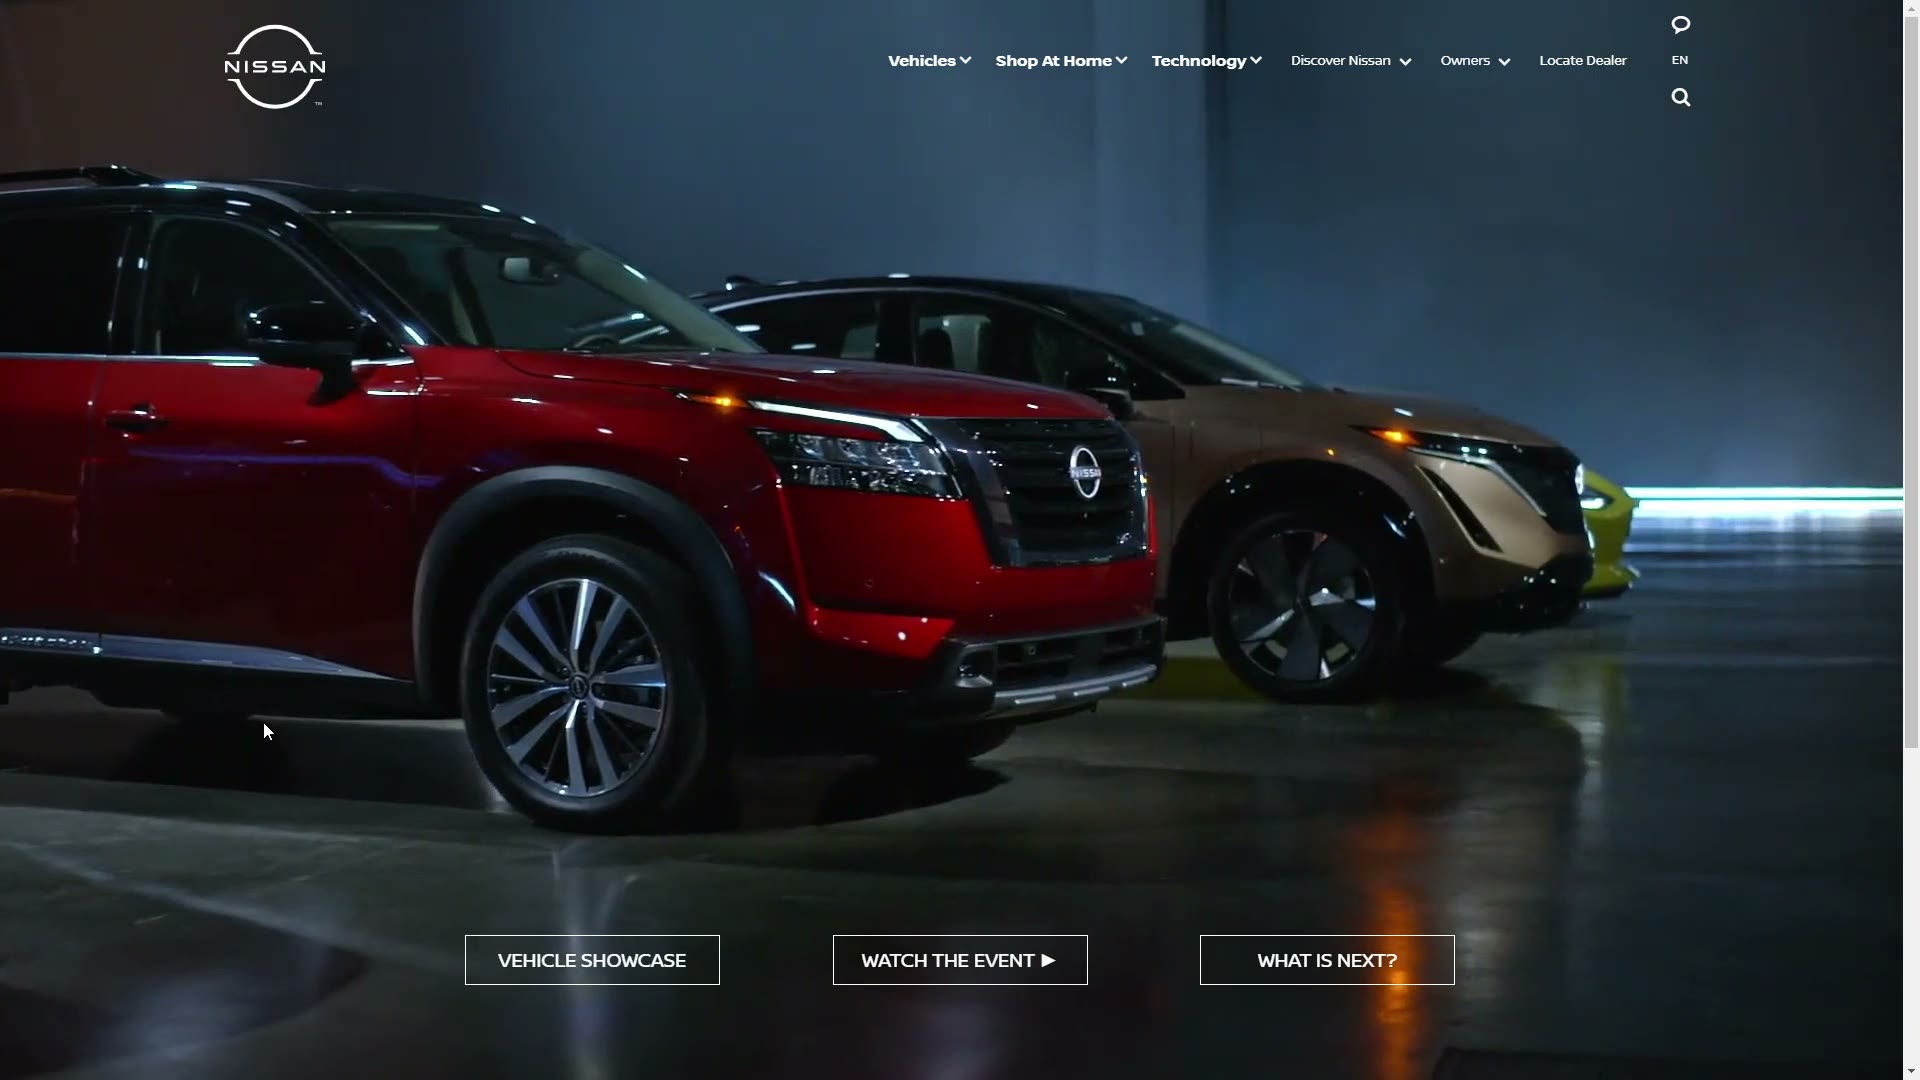 NISSAN
TM
Vehicles
Shop At Home
Technology
Discover Nissan
Owners
Locate Dealer
EN
NISSAN
VEHICLE SHOWCASE
WATCH THE EVENT ►
WHAT IS NEXT?